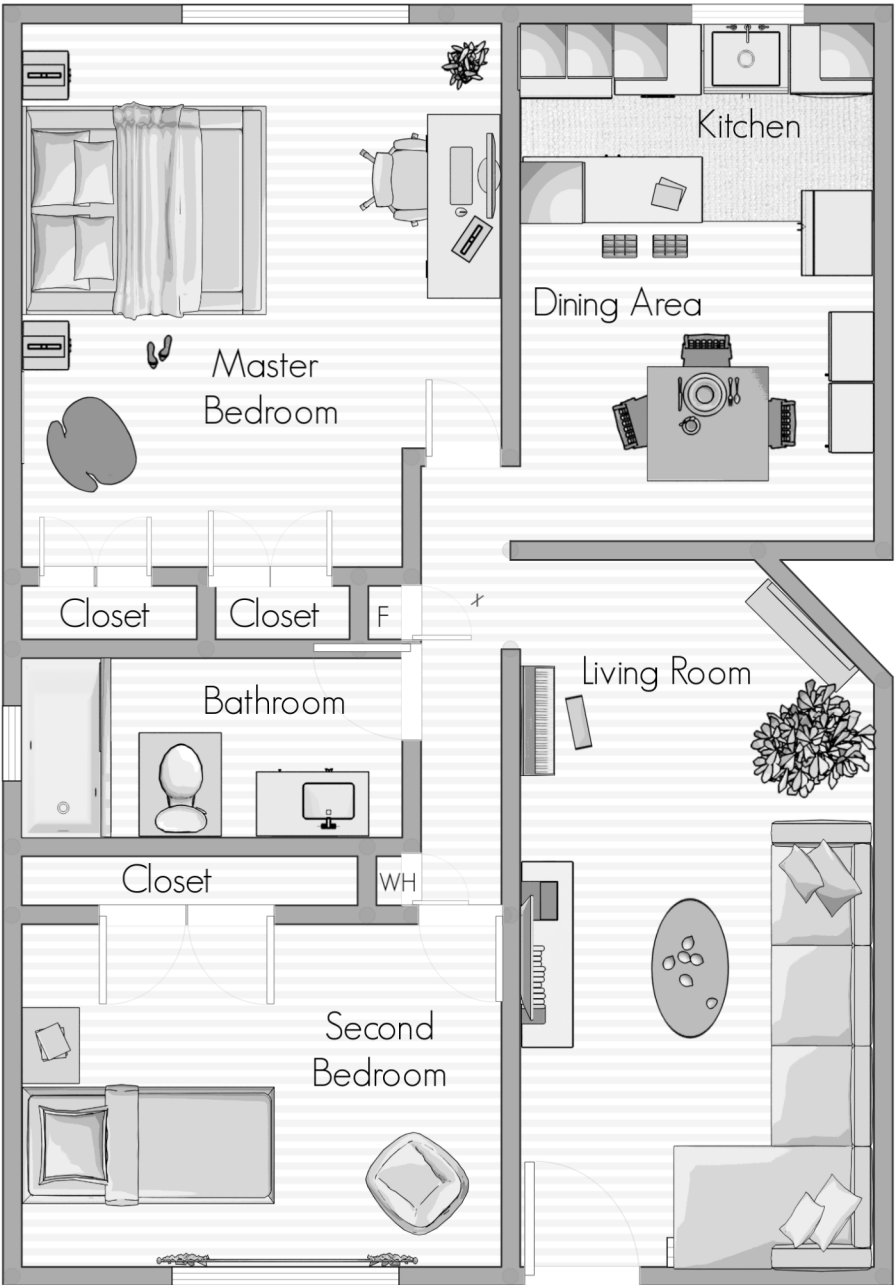 Kitchen
Dining Area
Master
Bedroom
Closet
Closet
F
Living Room
Bathroom
Closet
WH
Second
Bedroom